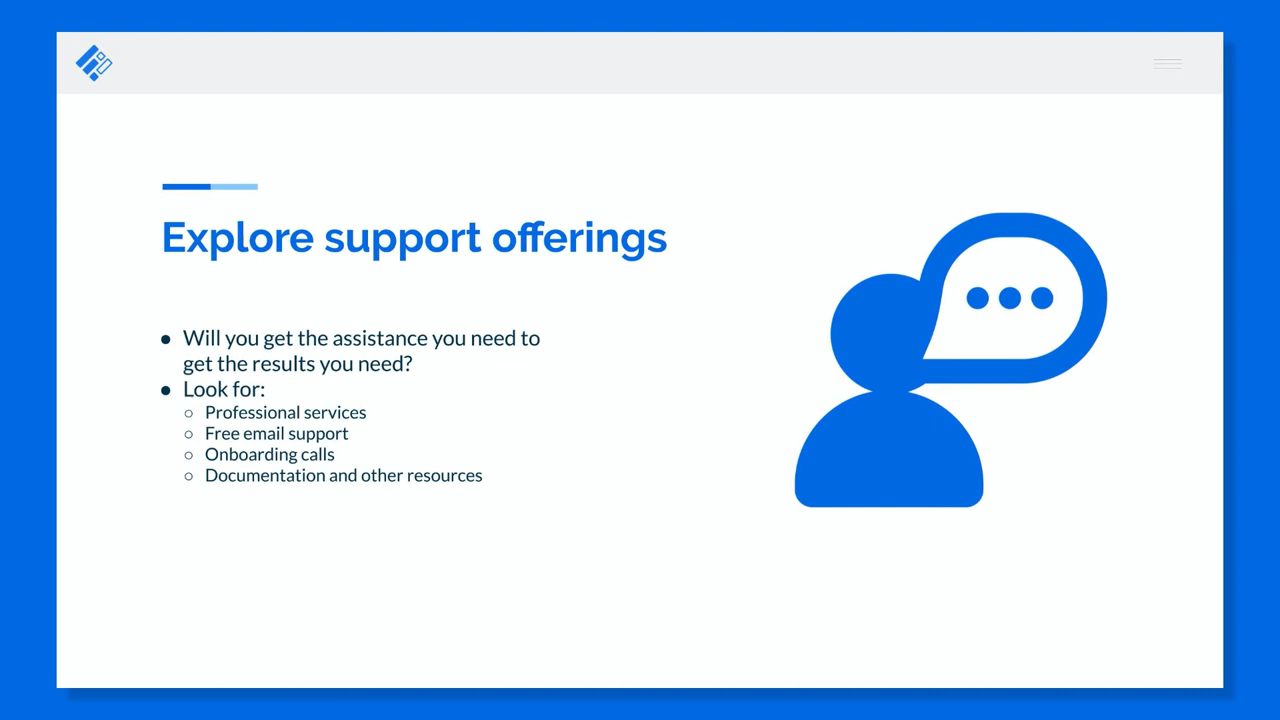 Explore support offerings
● Will you get the assistance you need to
get the results you need?
● Look for:
○ Professional services
○ Free email support
○ Onboarding calls
○ Documentation and other resources